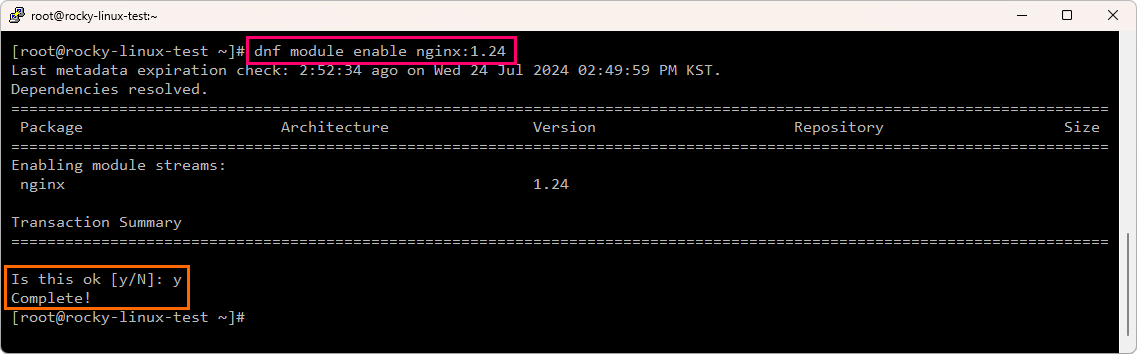 root@rocky-linux-test:~
[root@rocky-linux-test ~]# dnf module enable nginx:1.24
Last metadata expiration check: 2:52:34 ago on Wed 24 Jul 2024 02:49:59 PM KST.
Dependencies resolved.
==========================================================================================================================
 Package                      Architecture                Version                      Repository                    Size
==========================================================================================================================
Enabling module streams:
 nginx                                                    1.24

Transaction Summary
==========================================================================================================================

Is this ok [y/N]: y
Complete!
[root@rocky-linux-test ~]#